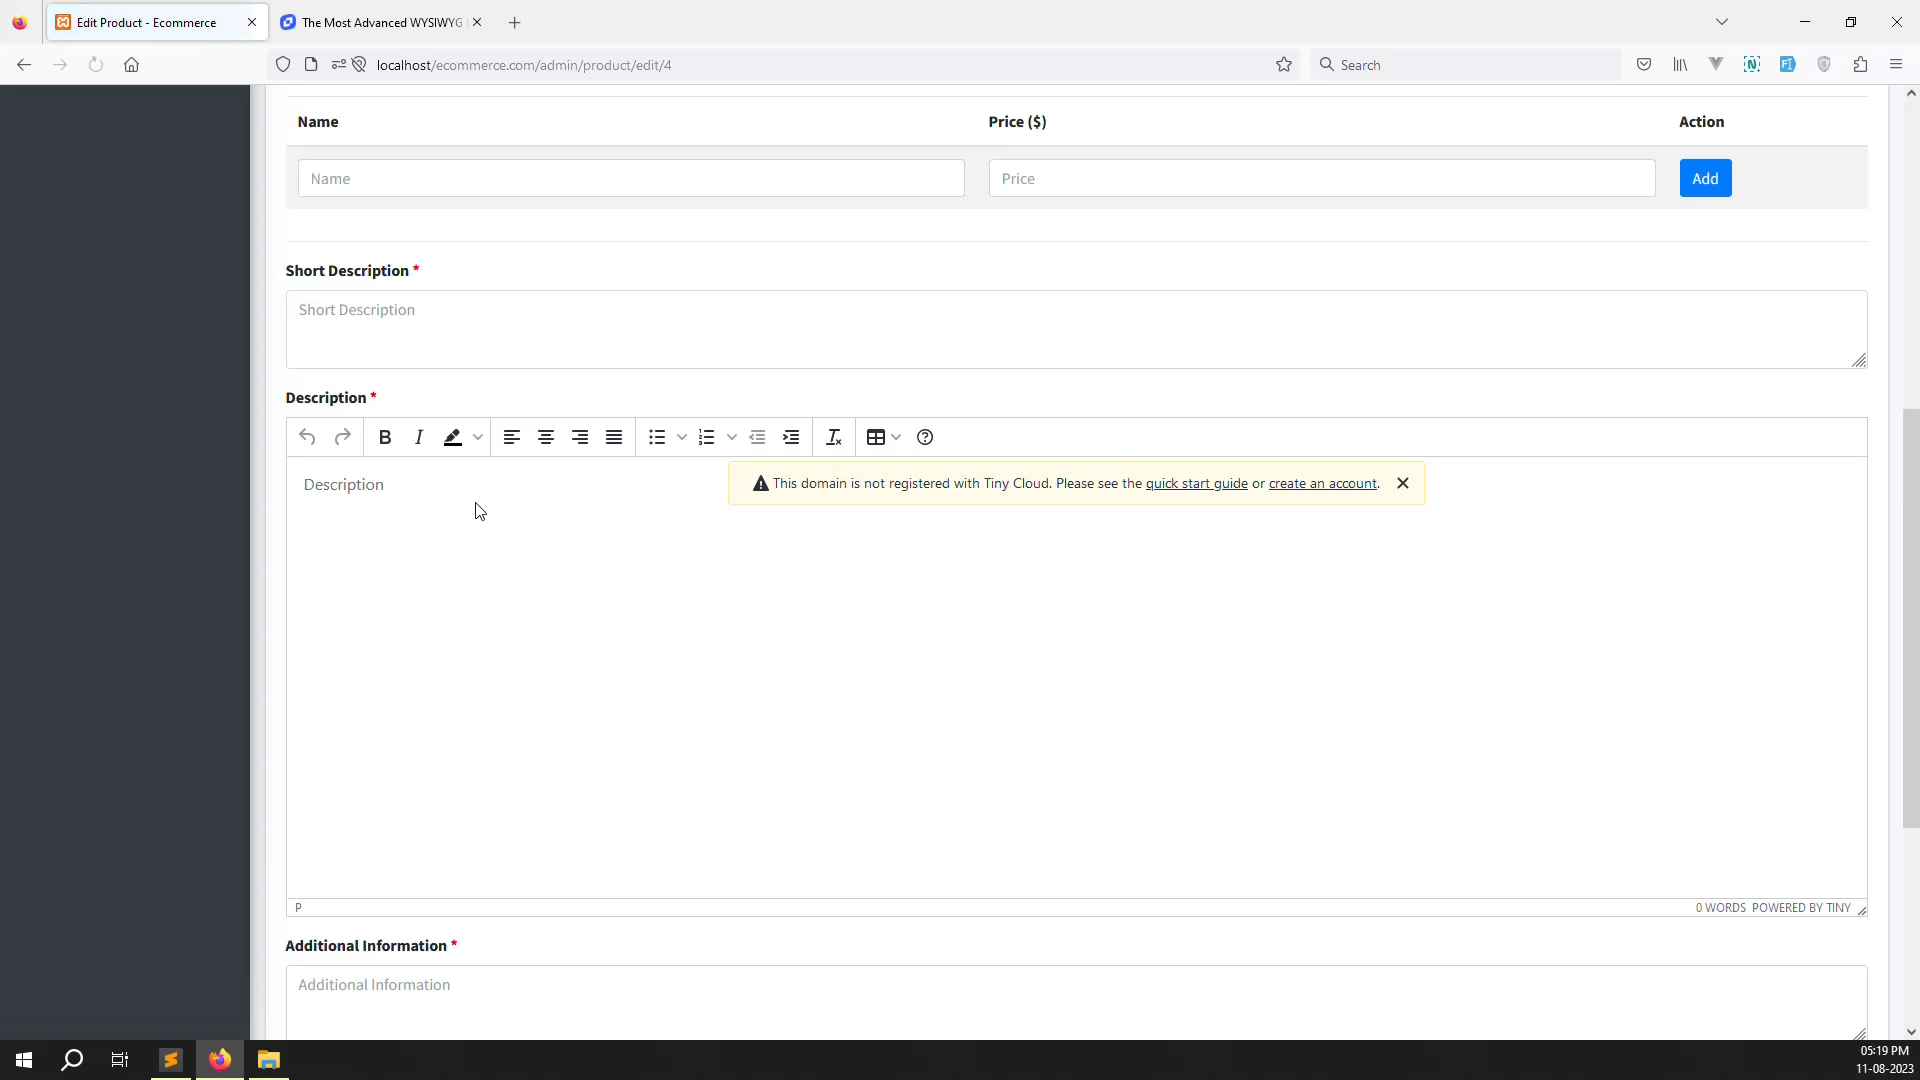 Edit Product - Ecommerce
The Most Advanced WYSIWYG
localhost/ecommerce.com/admin/product/edit/4
Search
Name
Price ($)
Action
Name
Price
Add
Short Description *
Short Description
Description *
B I
Description
This domain is not registered with Tiny Cloud. Please see the quick start guide or create an account.
P
0 WORDS POWERED BY TINY
Additional Information *
Additional Information
05:19 PM
11-08-2023